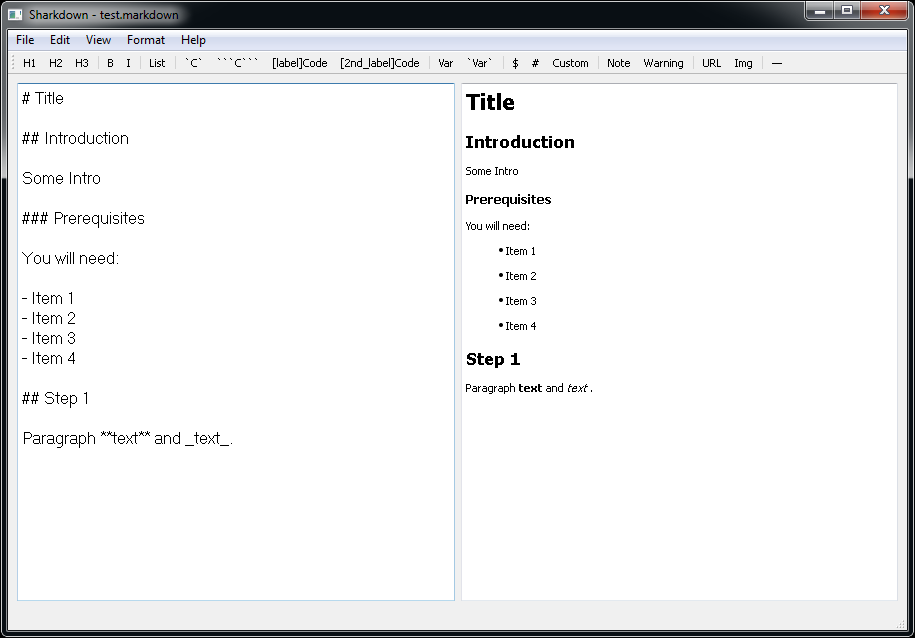 Sharkdown - test.markdown
File Edit View Format Help
H1 H2 H3 B I List `C` ```C``` [label]Code [2nd_label]Code Var `Var` $ # Custom Note Warning URL Img —
# Title
## Introduction
Some Intro
### Prerequisites
You will need:
- Item 1
- Item 2
- Item 3
- Item 4
## Step 1
Paragraph **text** and _text_.
Title
Introduction
Some Intro
Prerequisites
You will need:
• Item 1
• Item 2
• Item 3
• Item 4
Step 1
Paragraph text and text .